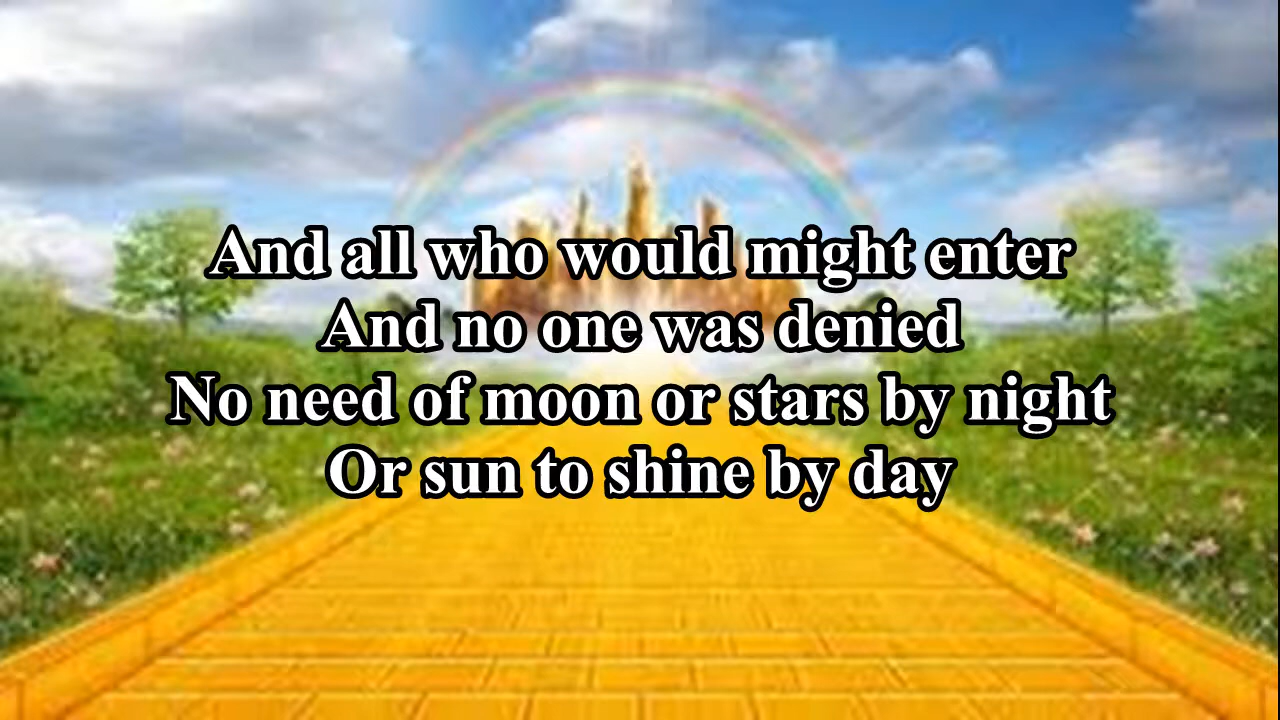 And all who would might enter
And no one was denied
No need of moon or stars by night
Or sun to shine by day